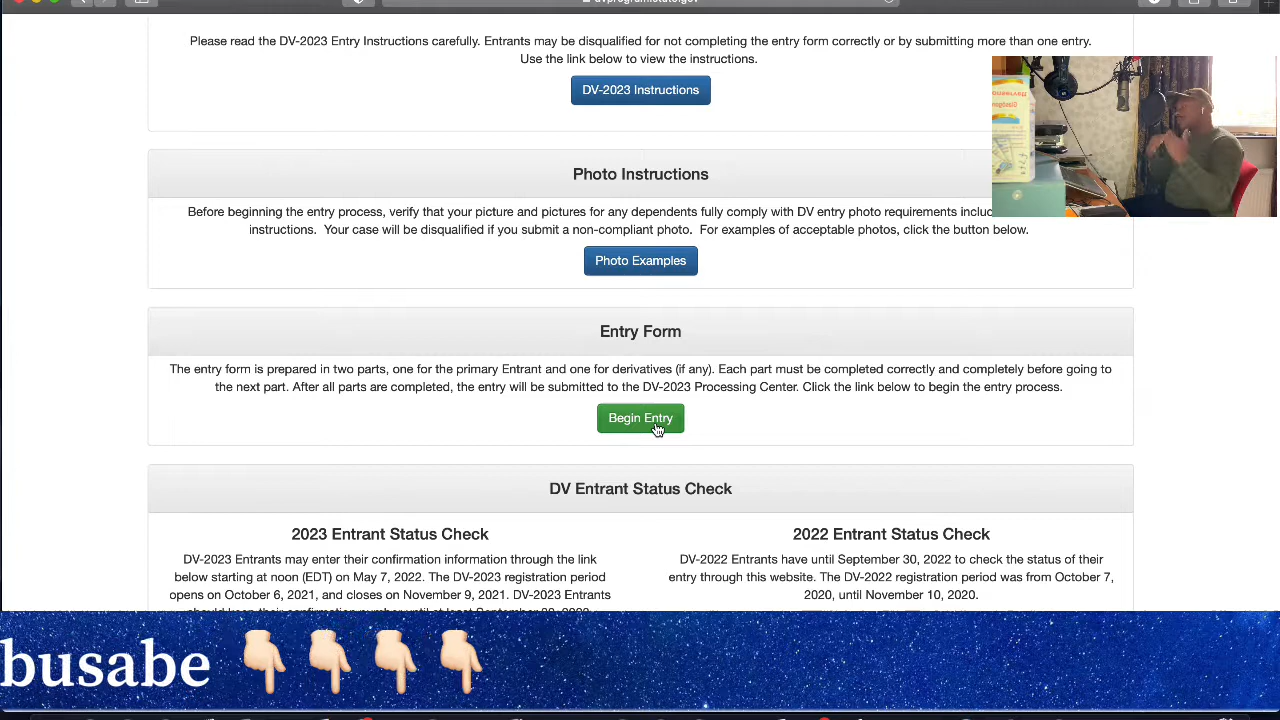 Please read the DV-2023 Entry Instructions carefully. Entrants may be disqualified for not completing the entry form correctly or by submitting more than one entry.
Use the link below to view the instructions.
DV-2023 Instructions
Photo Instructions
Before beginning the entry process, verify that your picture and pictures for any dependents fully comply with DV entry photo requirements
instructions. Your case will be disqualified if you submit a non-compliant photo. For examples of acceptable photos, click the button below.
Photo Examples
Entry Form
The entry form is prepared in two parts, one for the primary Entrant and one for derivatives (if any). Each part must be completed correctly and completely before going to
the next part. After all parts are completed, the entry will be submitted to the DV-2023 Processing Center. Click the link below to begin the entry process.
Begin Entry
DV Entrant Status Check
2023 Entrant Status Check
DV-2023 Entrants may enter their confirmation information through the link
below starting at noon (EDT) on May 7, 2022. The DV-2023 registration period
opens on October 6, 2021, and closes on November 9, 2021. DV-2023 Entrants
2022 Entrant Status Check
DV-2022 Entrants have until September 30, 2022 to check the status of their
entry through this website. The DV-2022 registration period was from October 7,
2020, until November 10, 2020.
busabe 👇🏻 👇🏻 👇🏻 👇🏻